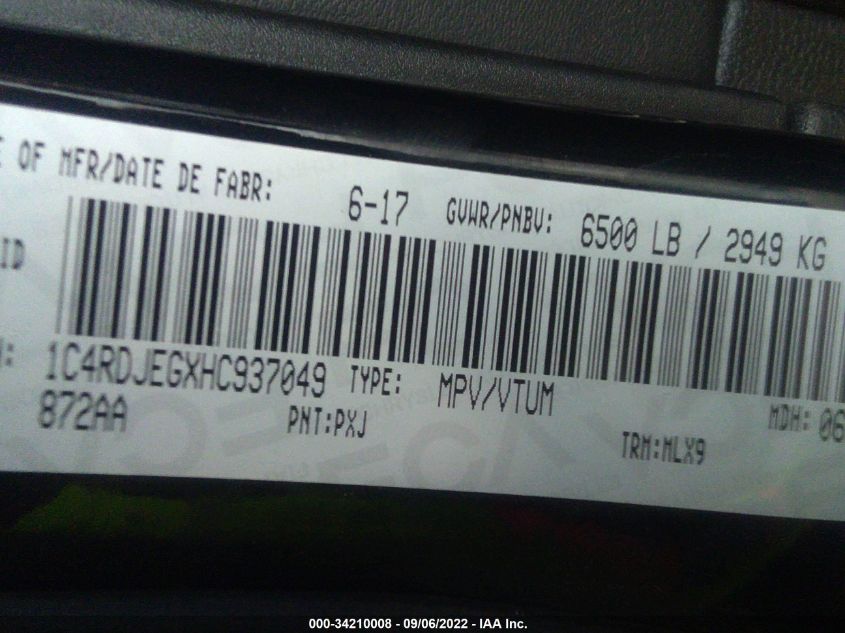 E OF MFR/DATE DE FABR: 6-17 GVWR/PNBV: 6500 LB / 2949 KG
ID
: 1C4RDJEGXHC937049 TYPE: MPV/VTUM MDH: 06
872AA PNT:PXJ TRM:MLX9
000-34210008 - 09/06/2022 - IAA Inc.